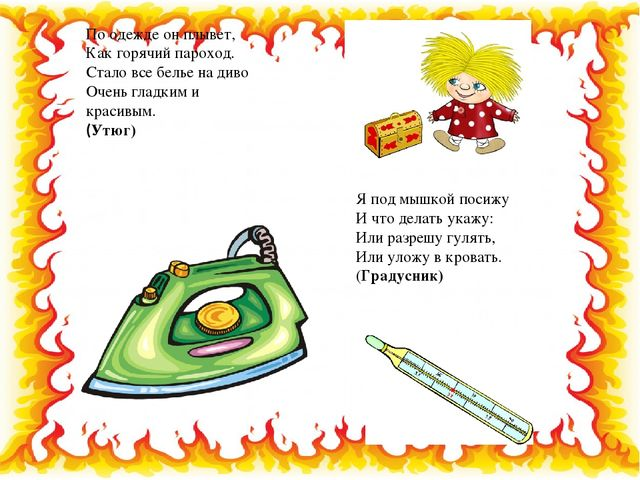 По одежде он плывет,
Как горячий пароход.
Стало все белье на диво
Очень гладким и
красивым.
(Утюг)
Я под мышкой посижу
И что делать укажу:
Или разрешу гулять,
Или уложу в кровать.
(Градусник)